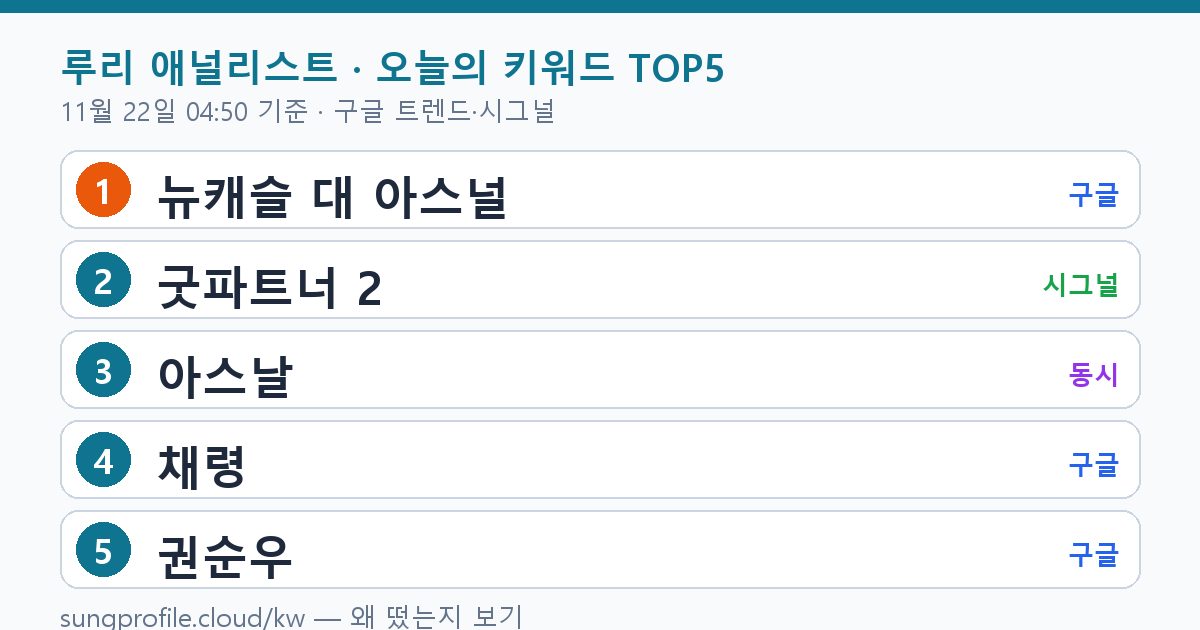 루리 애널리스트 · 오늘의 키워드 TOP5
11월 22일 04:50 기준 · 구글 트렌드·시그널
1 뉴캐슬 대 아스널 구글
2 굿파트너 2 시그널
3 아스날 동시
4 채령 구글
5 권순우 구글
sungprofile.cloud/kw — 왜 떴는지 보기